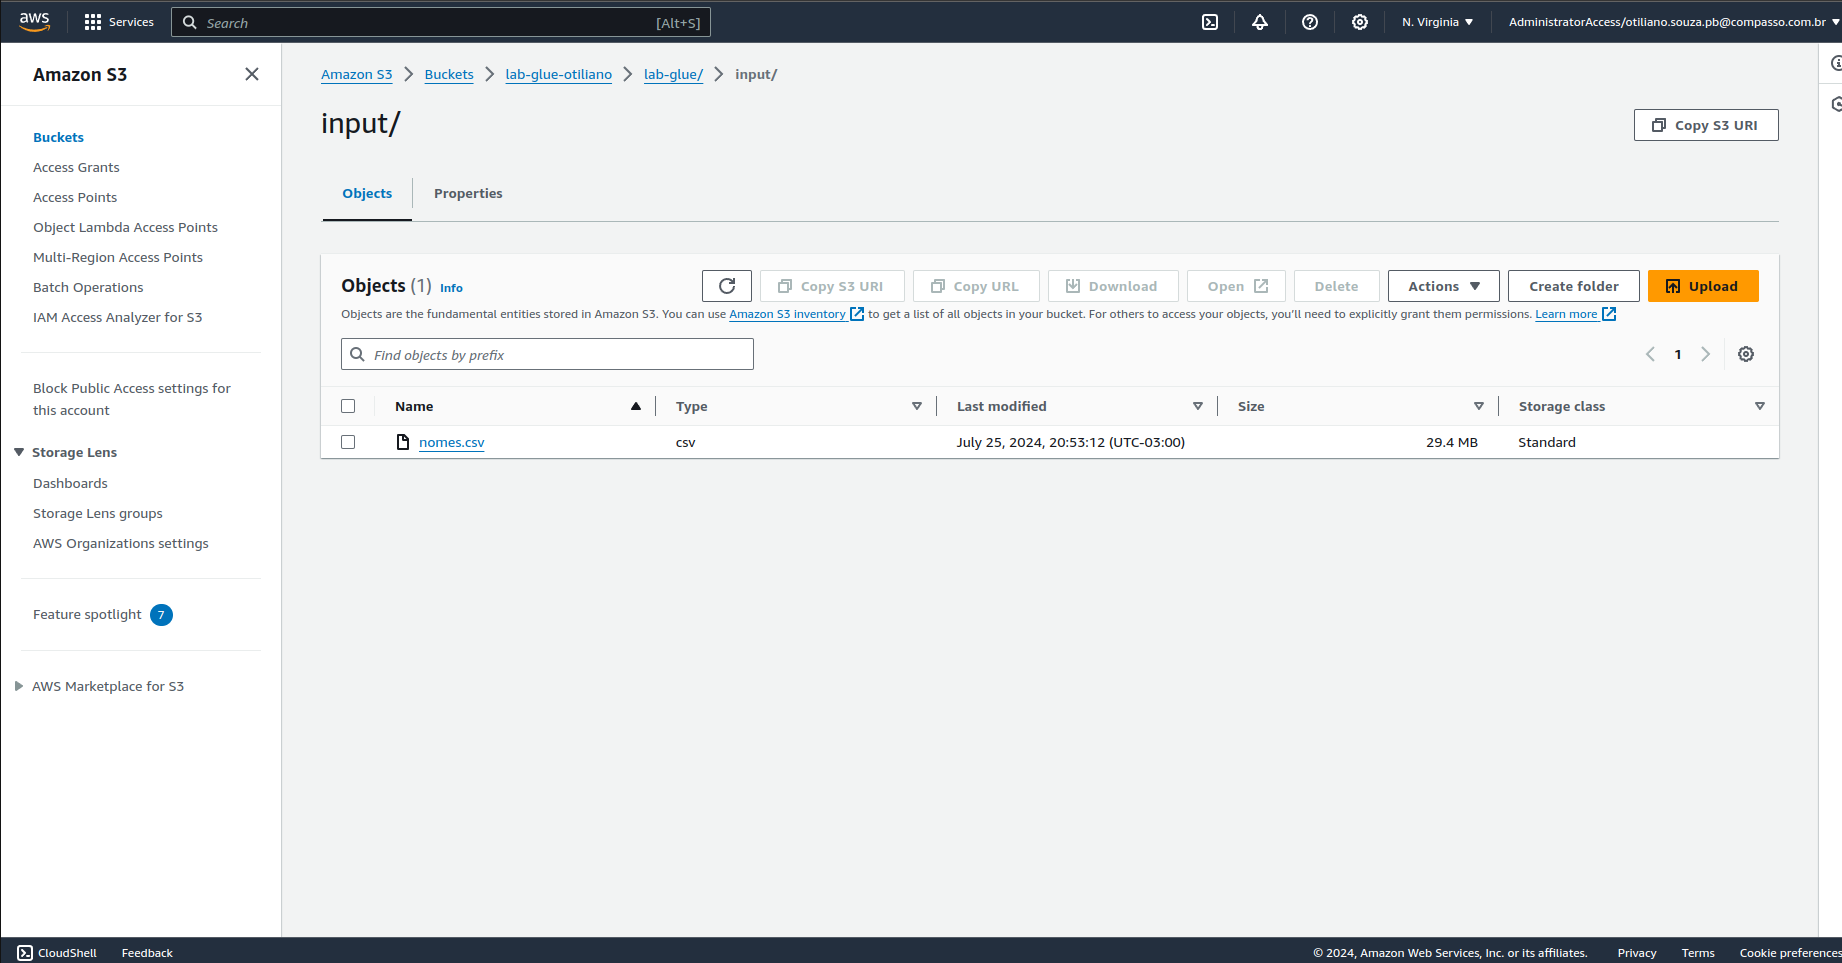 aws Services Search [Alt+S] N. Virginia AdministratorAccess/otiliano.souza.pb@compasso.com.br
Amazon S3
Buckets
Access Grants
Access Points
Object Lambda Access Points
Multi-Region Access Points
Batch Operations
IAM Access Analyzer for S3
Block Public Access settings for
this account
Storage Lens
Dashboards
Storage Lens groups
AWS Organizations settings
Feature spotlight 7
AWS Marketplace for S3
Amazon S3 Buckets lab-glue-otiliano lab-glue/ input/
input/
Copy S3 URI
Objects Properties
Objects (1) Info
Copy S3 URI Copy URL Download Open Delete Actions Create folder Upload
Objects are the fundamental entities stored in Amazon S3. You can use Amazon S3 inventory to get a list of all objects in your bucket. For others to access your objects, you'll need to explicitly grant them permissions. Learn more
Find objects by prefix
1
Name Type Last modified Size Storage class
nomes.csv csv July 25, 2024, 20:53:12 (UTC-03:00) 29.4 MB Standard
CloudShell Feedback © 2024, Amazon Web Services, Inc. or its affiliates. Privacy Terms Cookie preferences